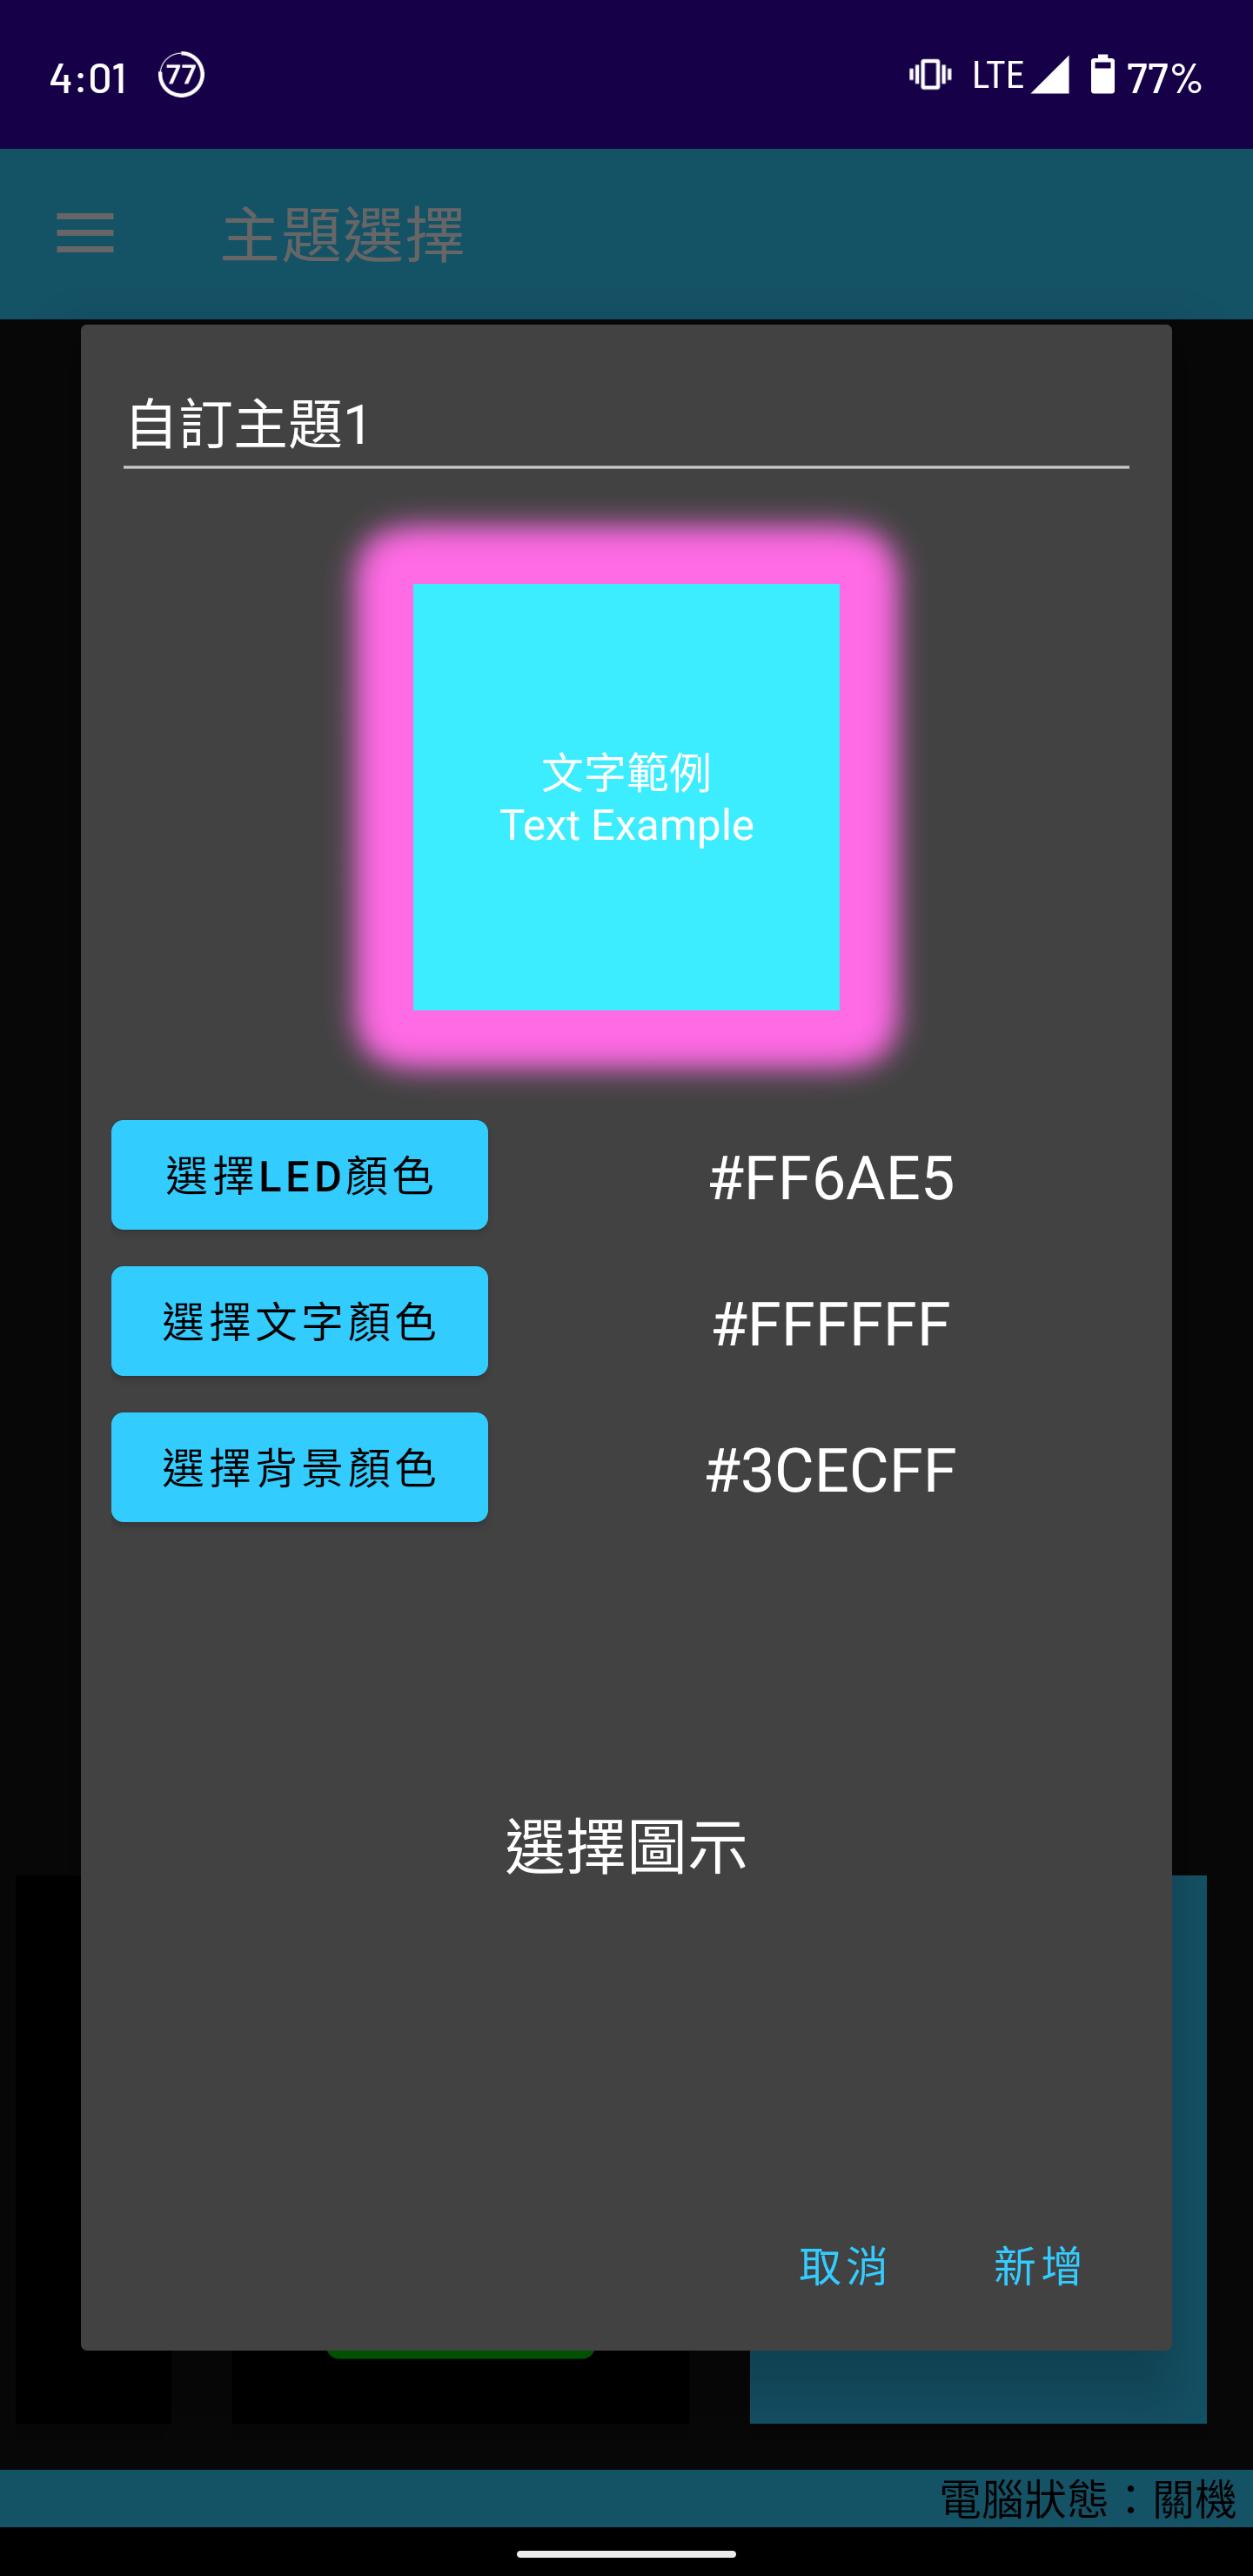 4:01 77 LTE 77%
主題選擇
自訂主題1
文字範例
Text Example
選擇LED顏色 #FF6AE5
選擇文字顏色 #FFFFFF
選擇背景顏色 #3CECFF
選擇圖示
取消 新增
電腦狀態：關機